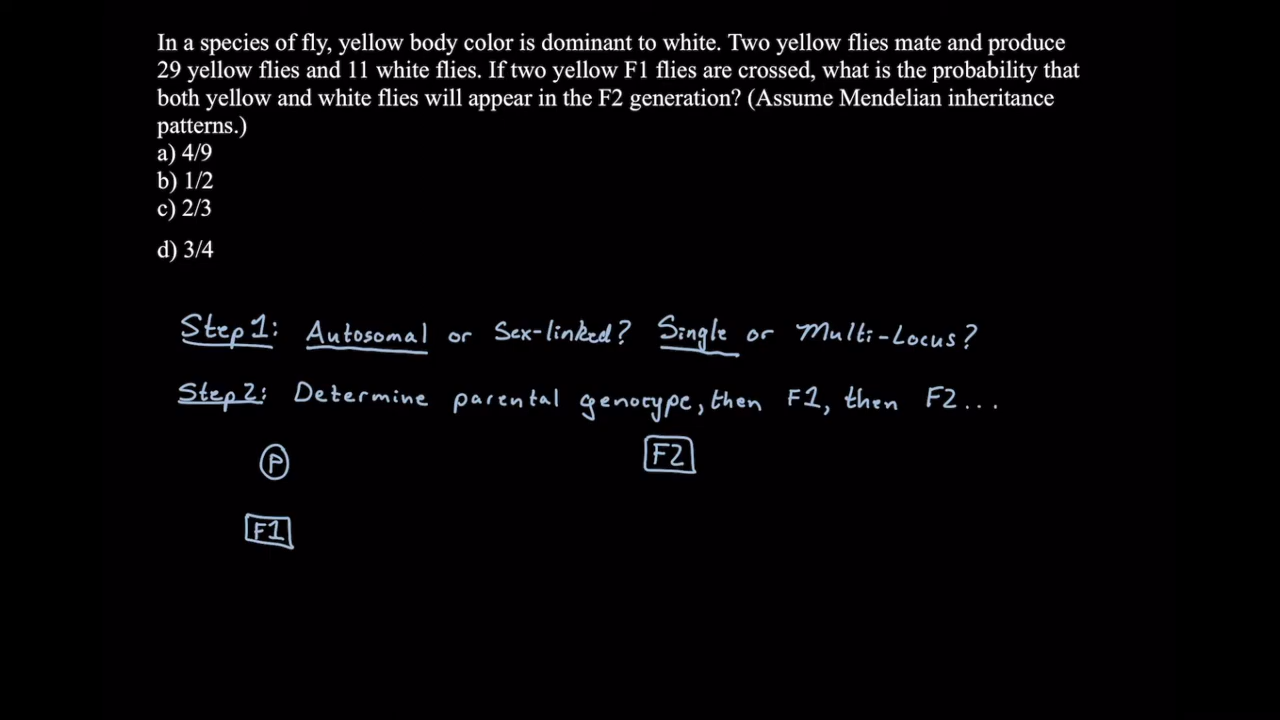 In a species of fly, yellow body color is dominant to white. Two yellow flies mate and produce
29 yellow flies and 11 white flies. If two yellow F1 flies are crossed, what is the probability that
both yellow and white flies will appear in the F2 generation? (Assume Mendelian inheritance
patterns.)
a) 4/9
b) 1/2
c) 2/3
d) 3/4
Step 1: Autosomal or Sex-linked? Single or Multi-Locus?
Step 2: Determine parental genotype, then F1, then F2...
P
F2
F1